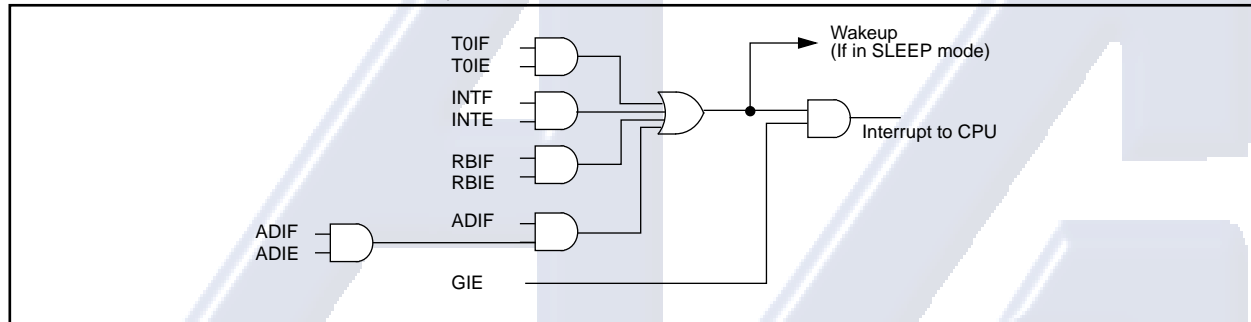 T0IF
T0IE
INTF
INTE
RBIF
RBIE
ADIF
ADIF
ADIE
GIE
Wakeup
(If in SLEEP mode)
Interrupt to CPU